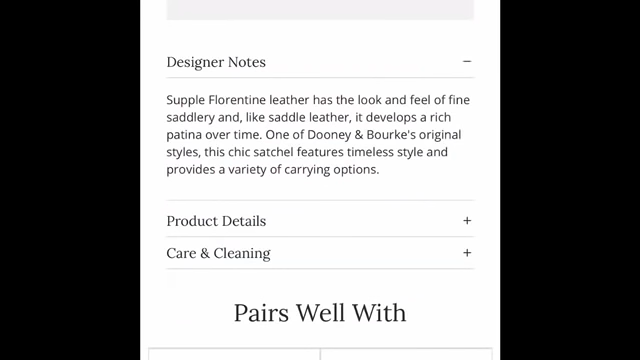 Designer Notes −
Supple Florentine leather has the look and feel of fine
saddlery and, like saddle leather, it develops a rich
patina over time. One of Dooney & Bourke's original
styles, this chic satchel features timeless style and
provides a variety of carrying options.
Product Details +
Care & Cleaning +
Pairs Well With